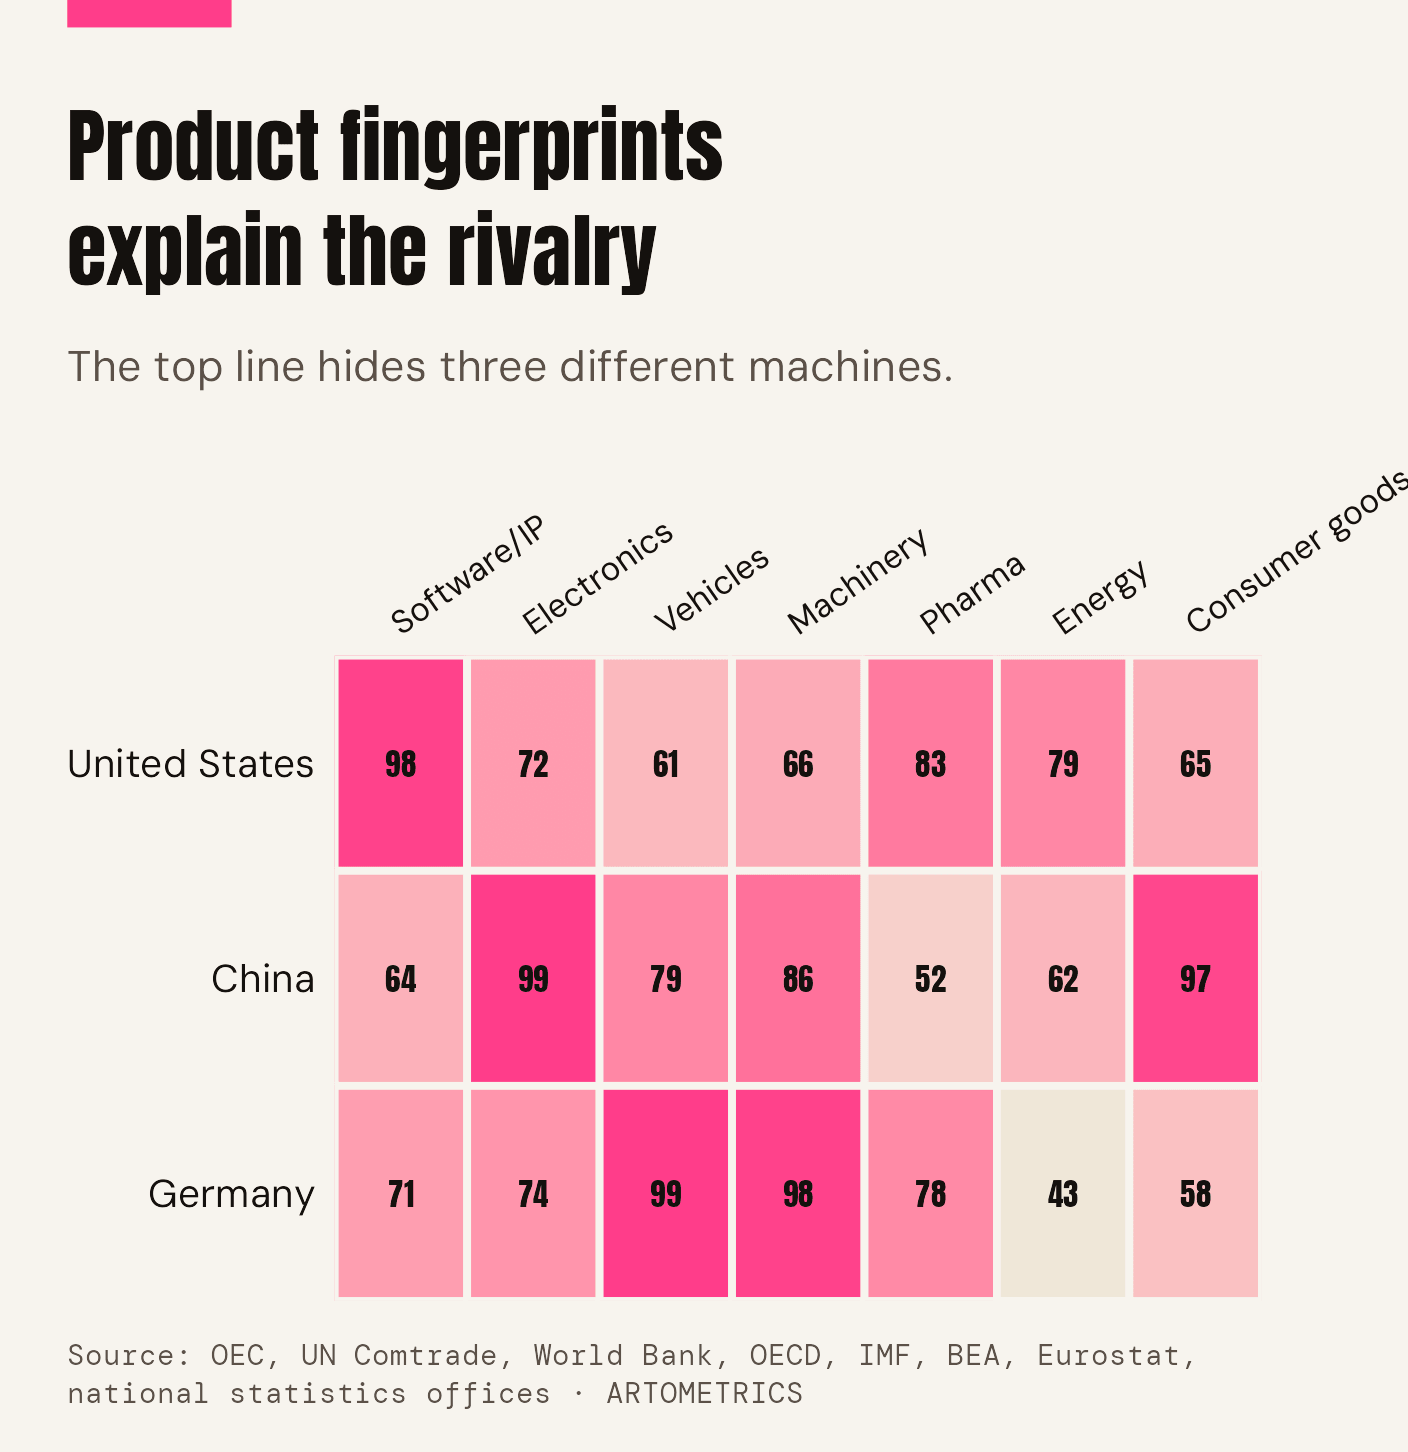 Product fingerprints
explain the rivalry
The top line hides three different machines.
Software/IP Electronics Vehicles Machinery Pharma Energy Consumer goods
United States 98 72 61 66 83 79 65
China 64 99 79 86 52 62 97
Germany 71 74 99 98 78 43 58
Source: OEC, UN Comtrade, World Bank, OECD, IMF, BEA, Eurostat,
national statistics offices · ARTOMETRICS